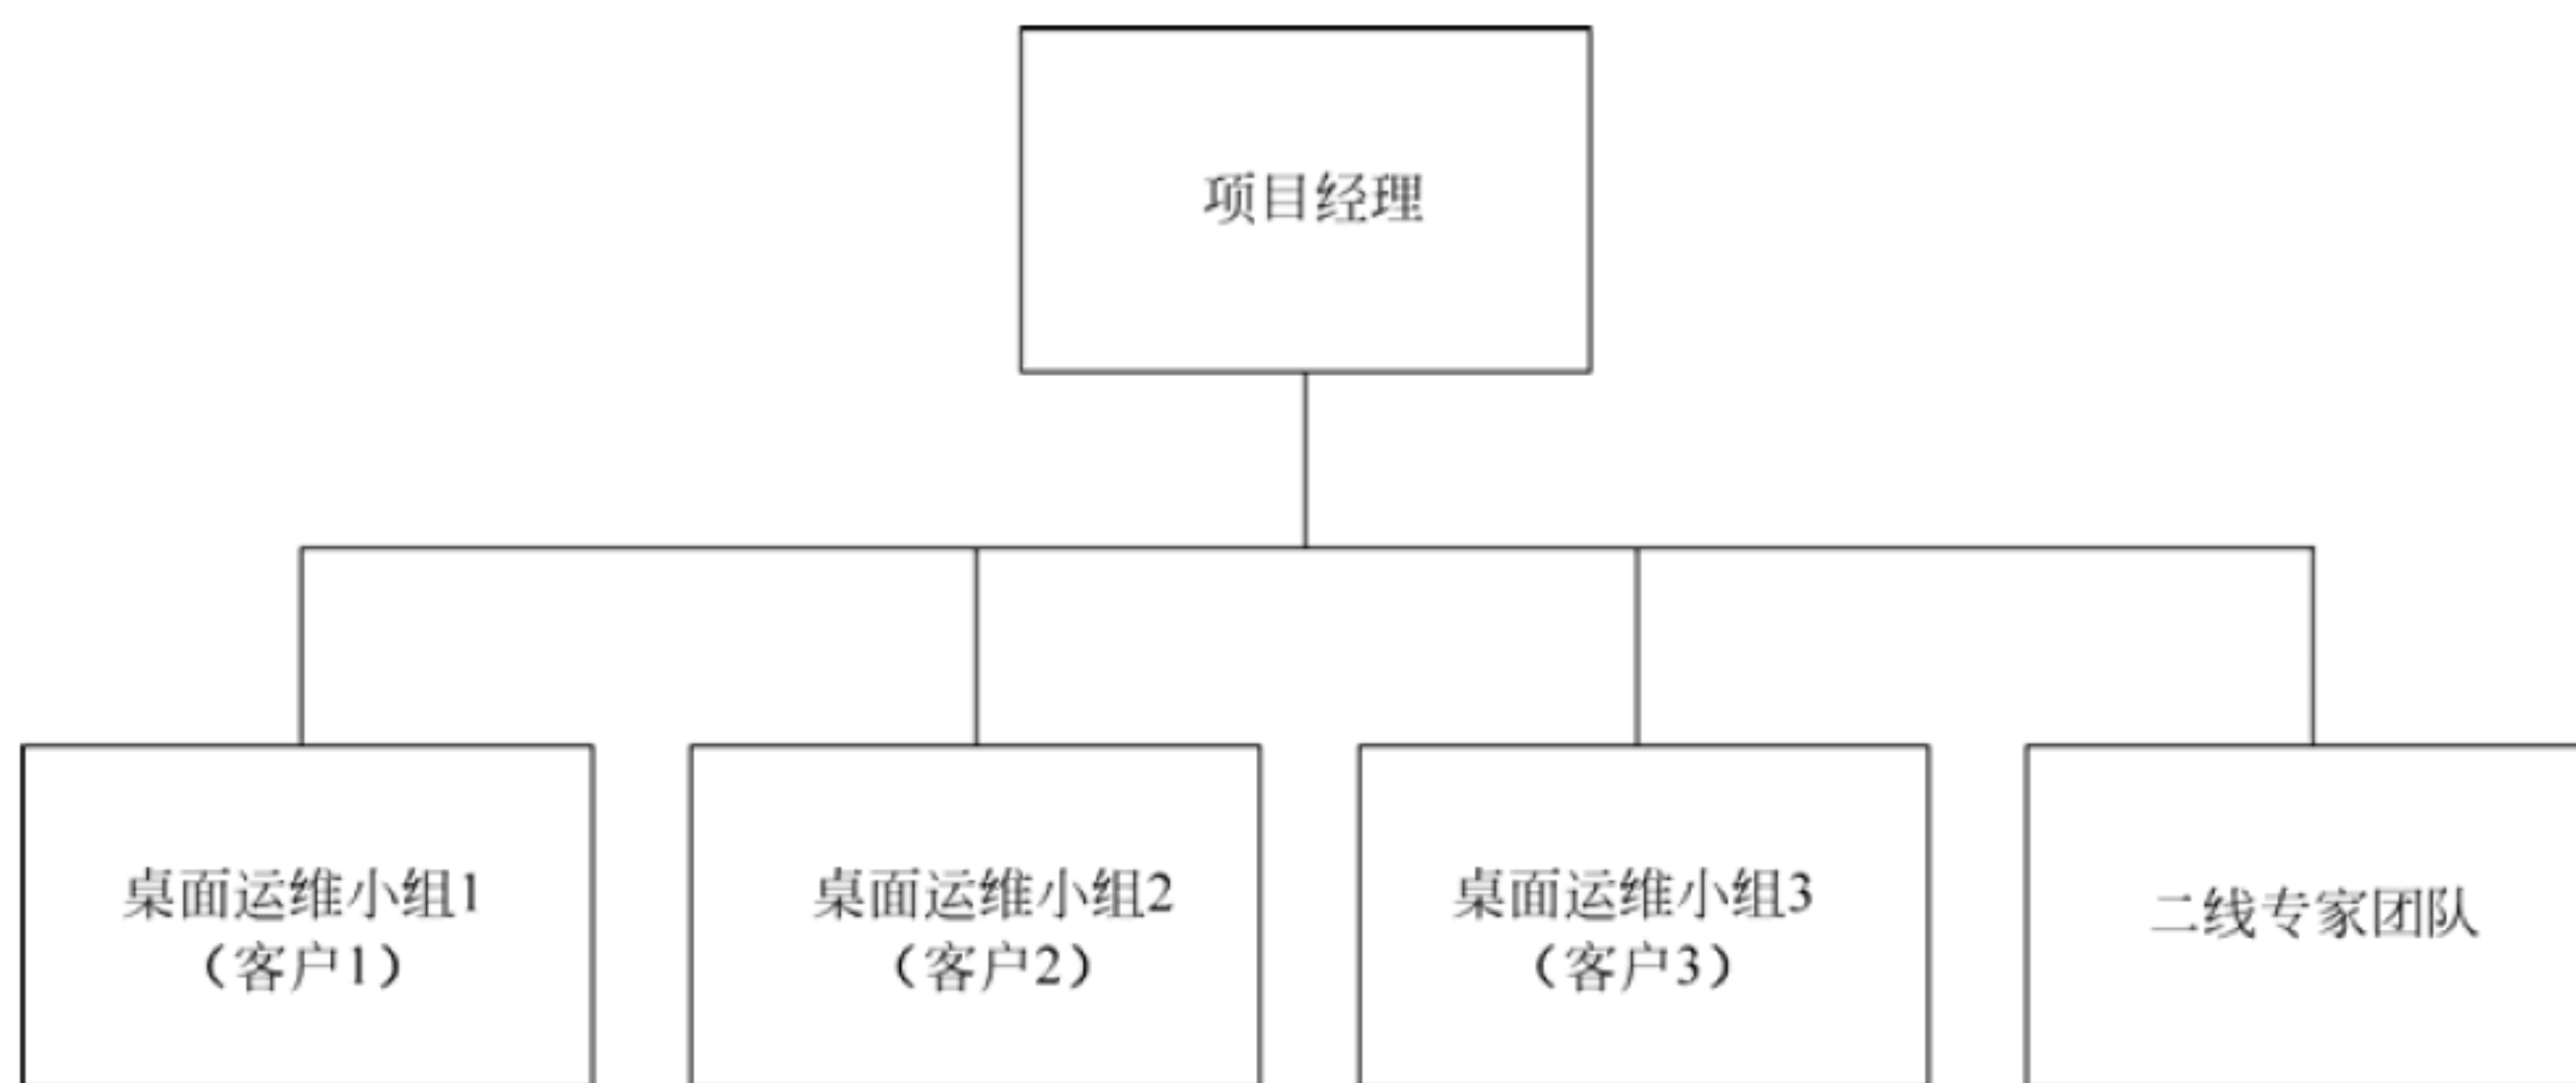 项目经理
桌面运维小组1
（客户1）
桌面运维小组2
（客户2）
桌面运维小组3
（客户3）
二线专家团队